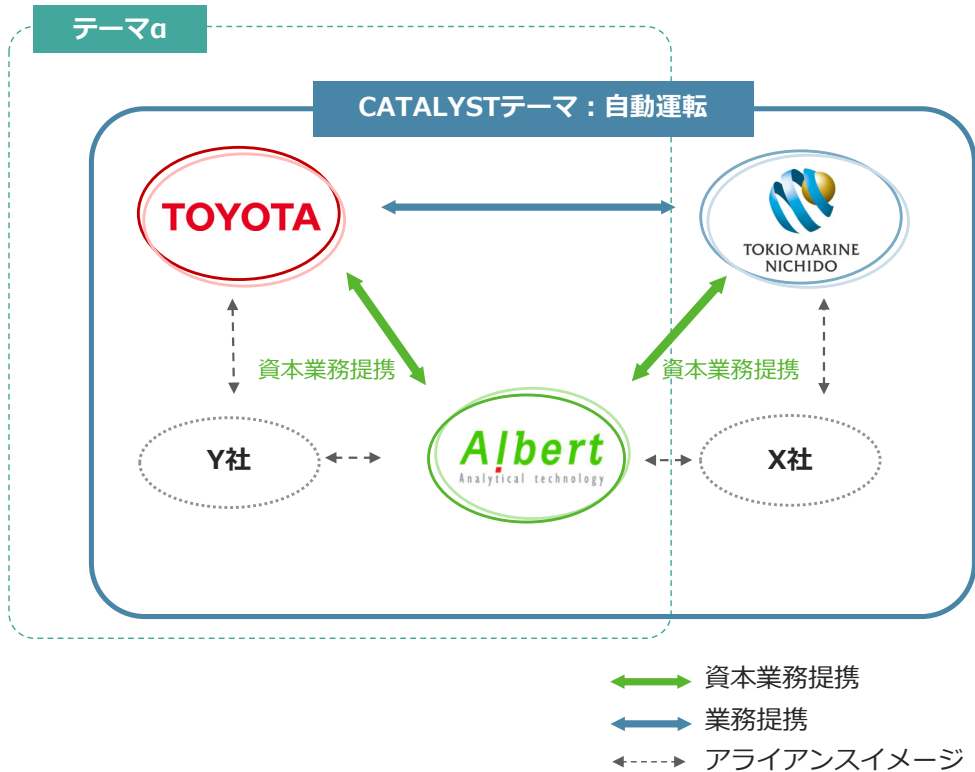 テーマα
CATALYSTテーマ：自動運転
TOYOTA
TOKIO MARINE
NICHIDO
資本業務提携
資本業務提携
Y社
Albert
Analytical technology
X社
資本業務提携
業務提携
アライアンスイメージ